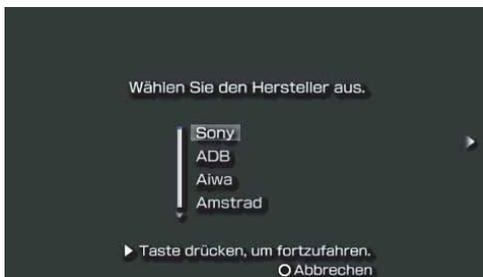 Wählen Sie den Hersteller aus.
Sony
ADB
Aiwa
Amstrad
Taste drücken, um fortzufahren.
Abbrechen